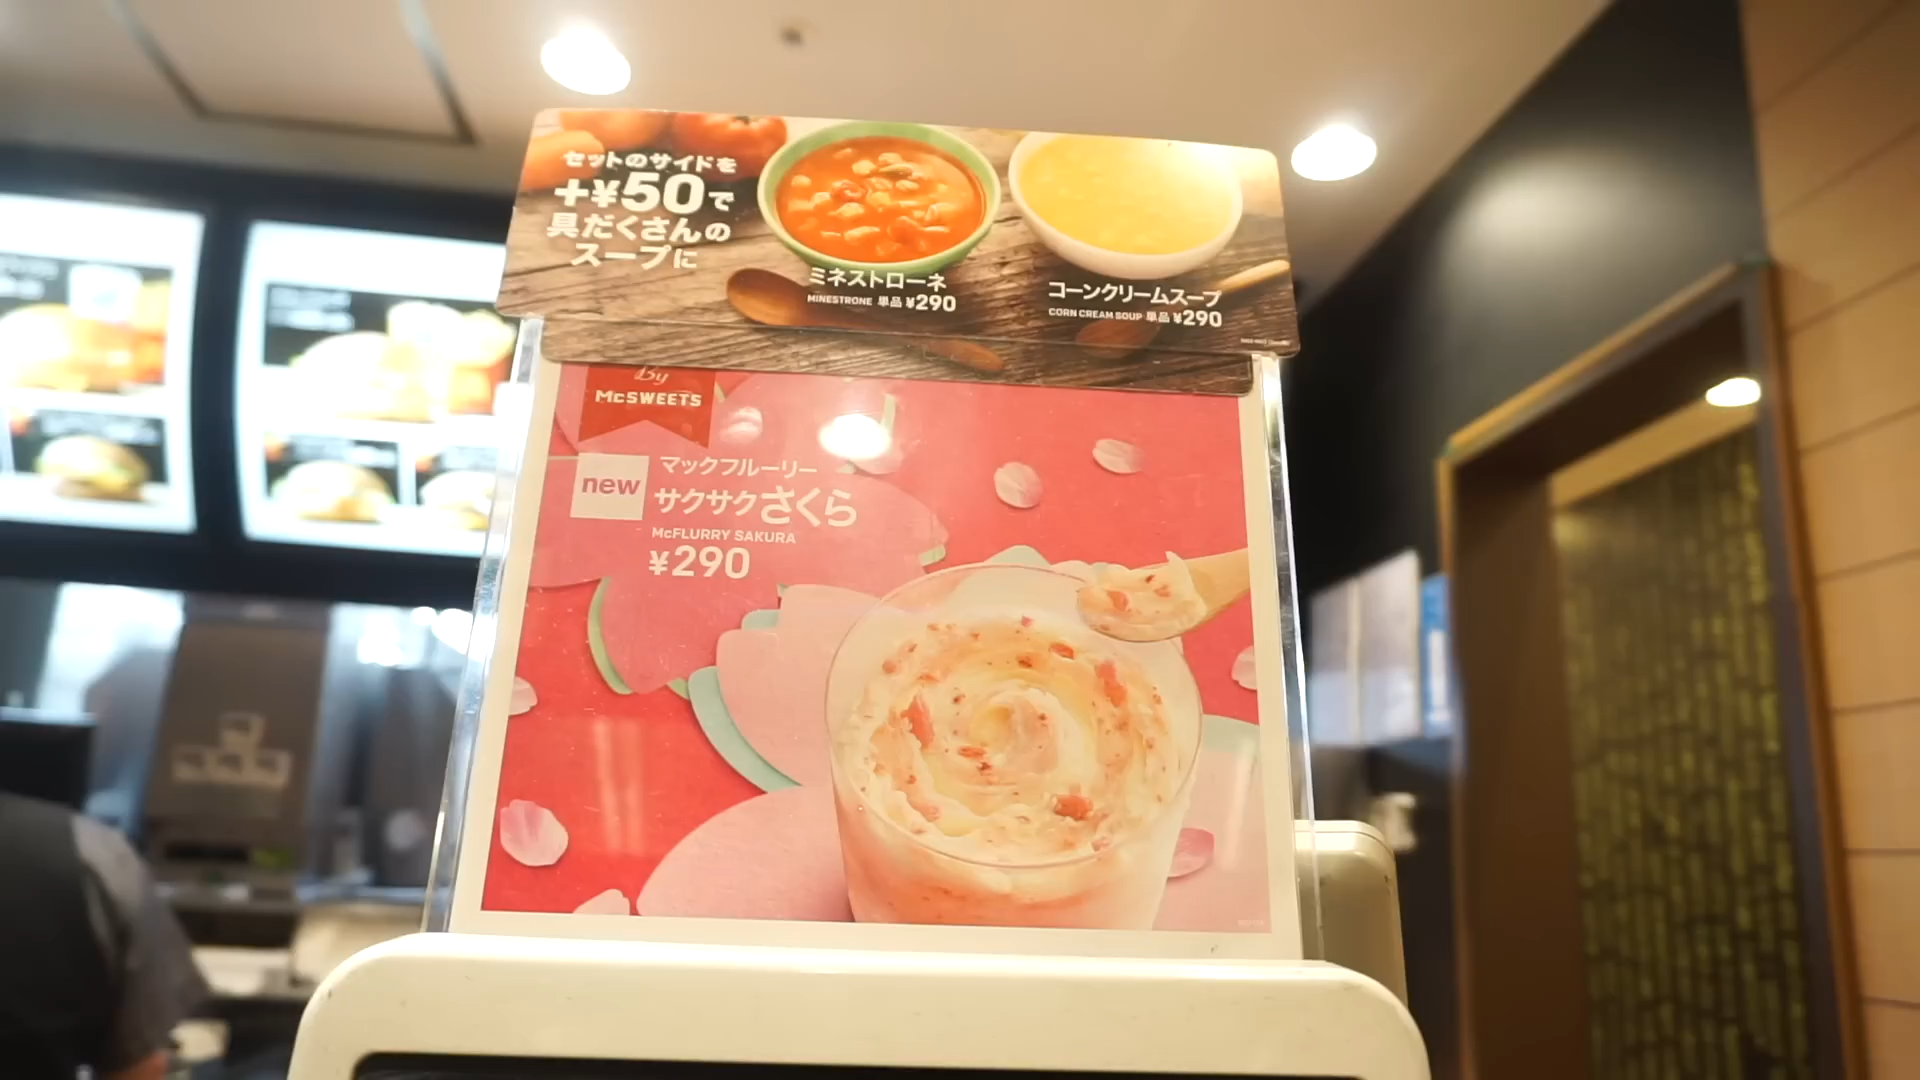 セットのサイドを
+¥50で
具だくさんの
スープに
ミネストローネ
MINESTRONE 単品 ¥290
コーンクリームスープ
CORN CREAM SOUP 単品 ¥290
By
McSWEETS
new
マックフルーリー
サクサクさくら
McFLURRY SAKURA
¥290